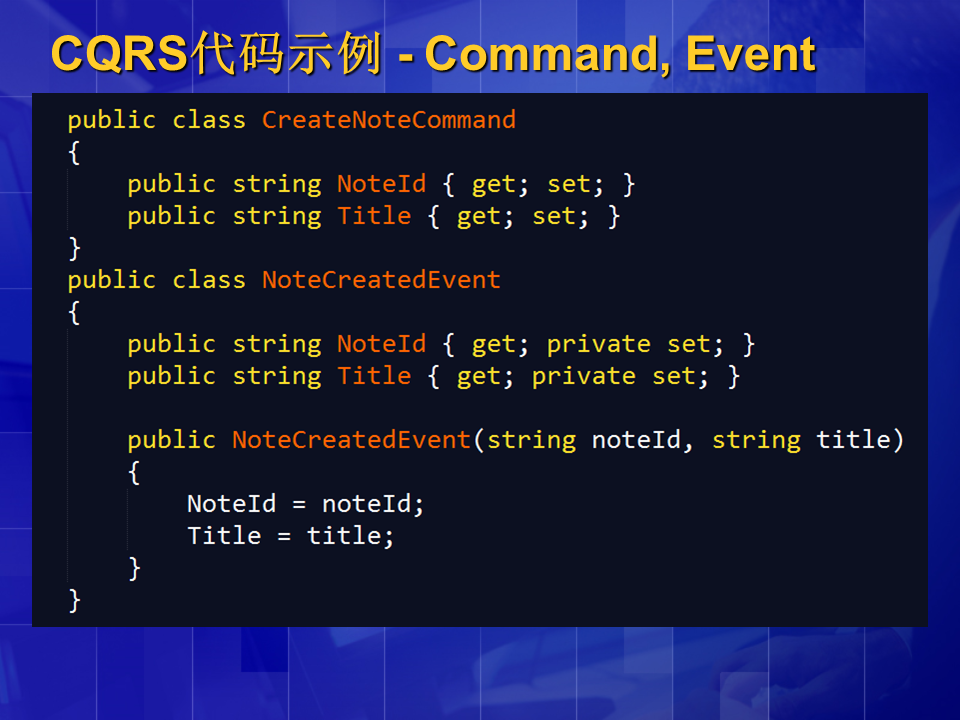 CQRS代码示例 - Command, Event
public class CreateNoteCommand
{
    public string NoteId { get; set; }
    public string Title { get; set; }
}
public class NoteCreatedEvent
{
    public string NoteId { get; private set; }
    public string Title { get; private set; }

    public NoteCreatedEvent(string noteId, string title)
    {
        NoteId = noteId;
        Title = title;
    }
}